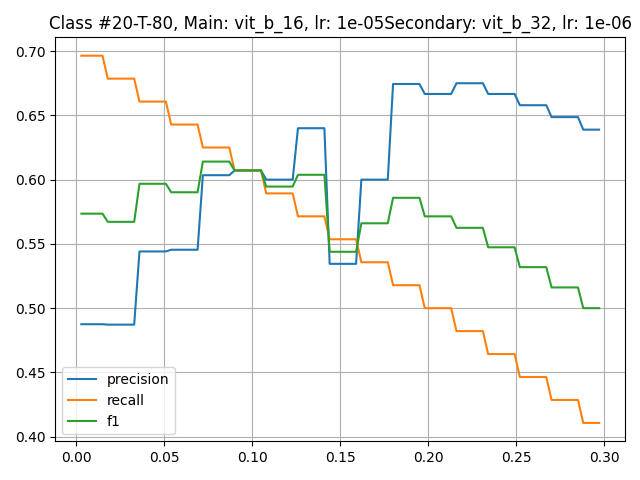 Class #20-T-80, Main: vit_b_16, lr: 1e-05Secondary: vit_b_32, lr: 1e-06
0.70
0.65
0.60
0.55
0.50
0.45
0.40
precision
recall
f1
0.00 0.05 0.10 0.15 0.20 0.25 0.30